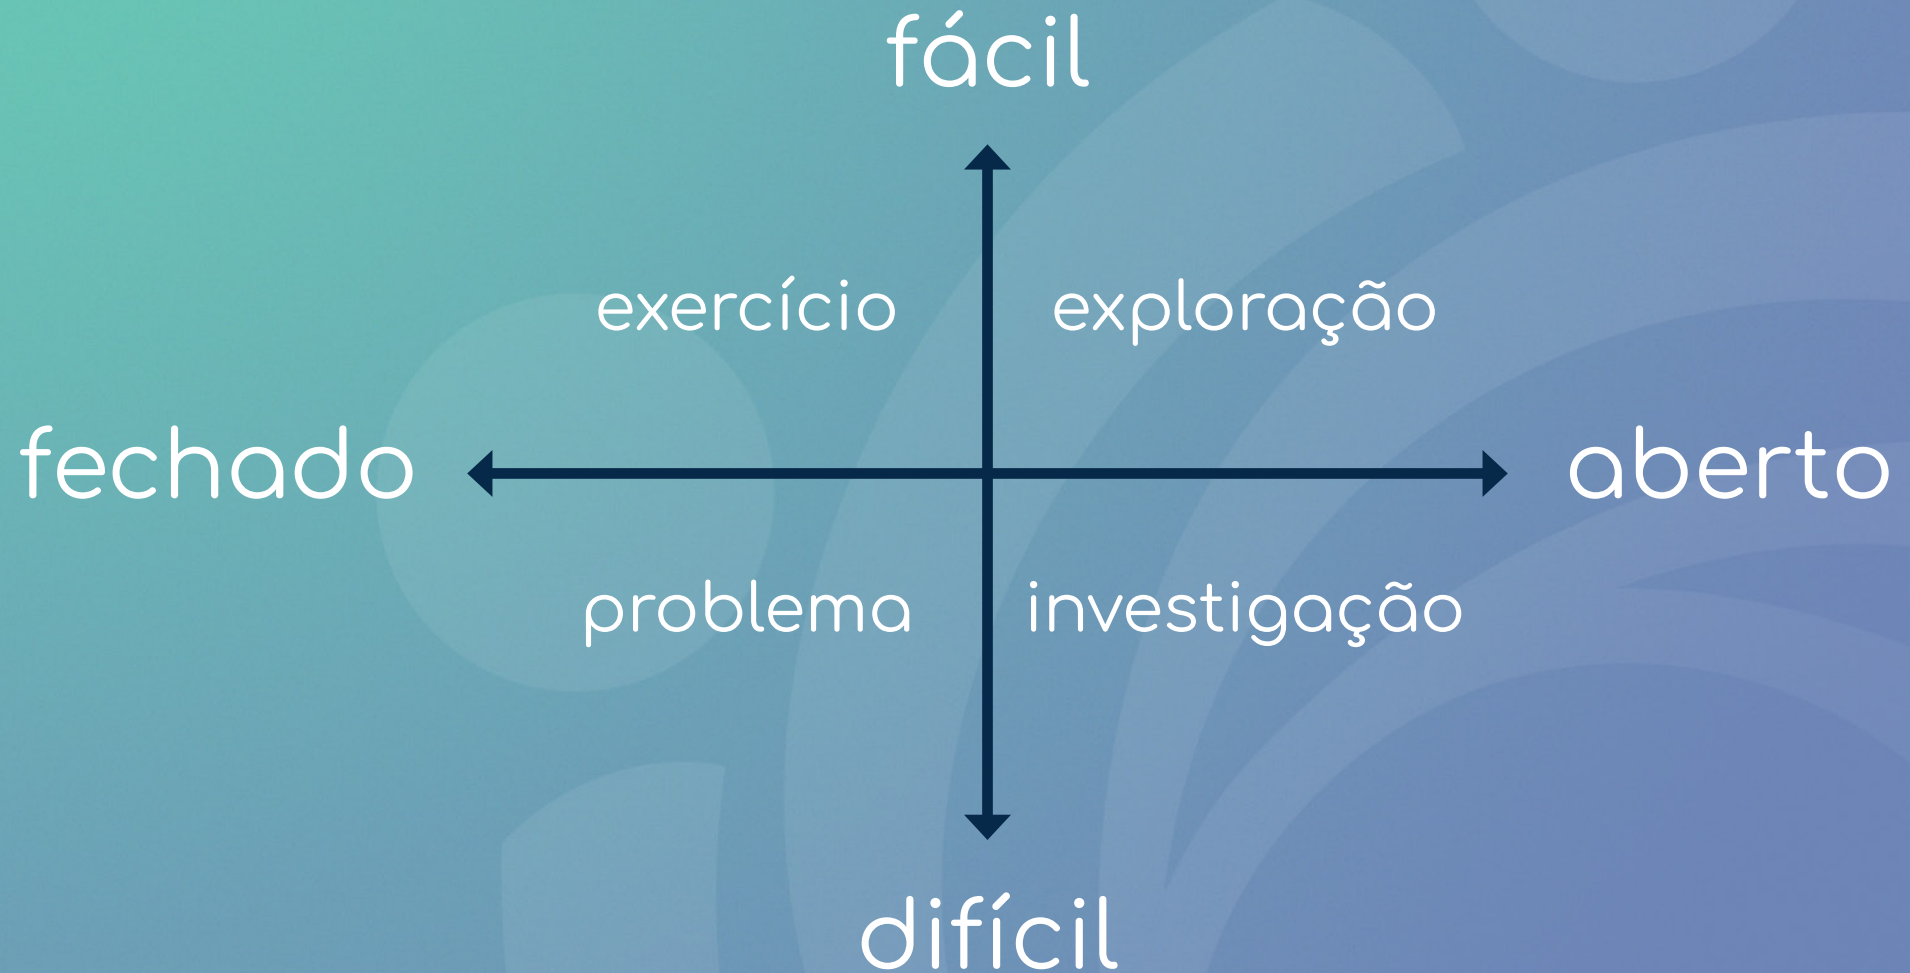 fácil
exercício
exploração
fechado
aberto
problema
investigação
difícil